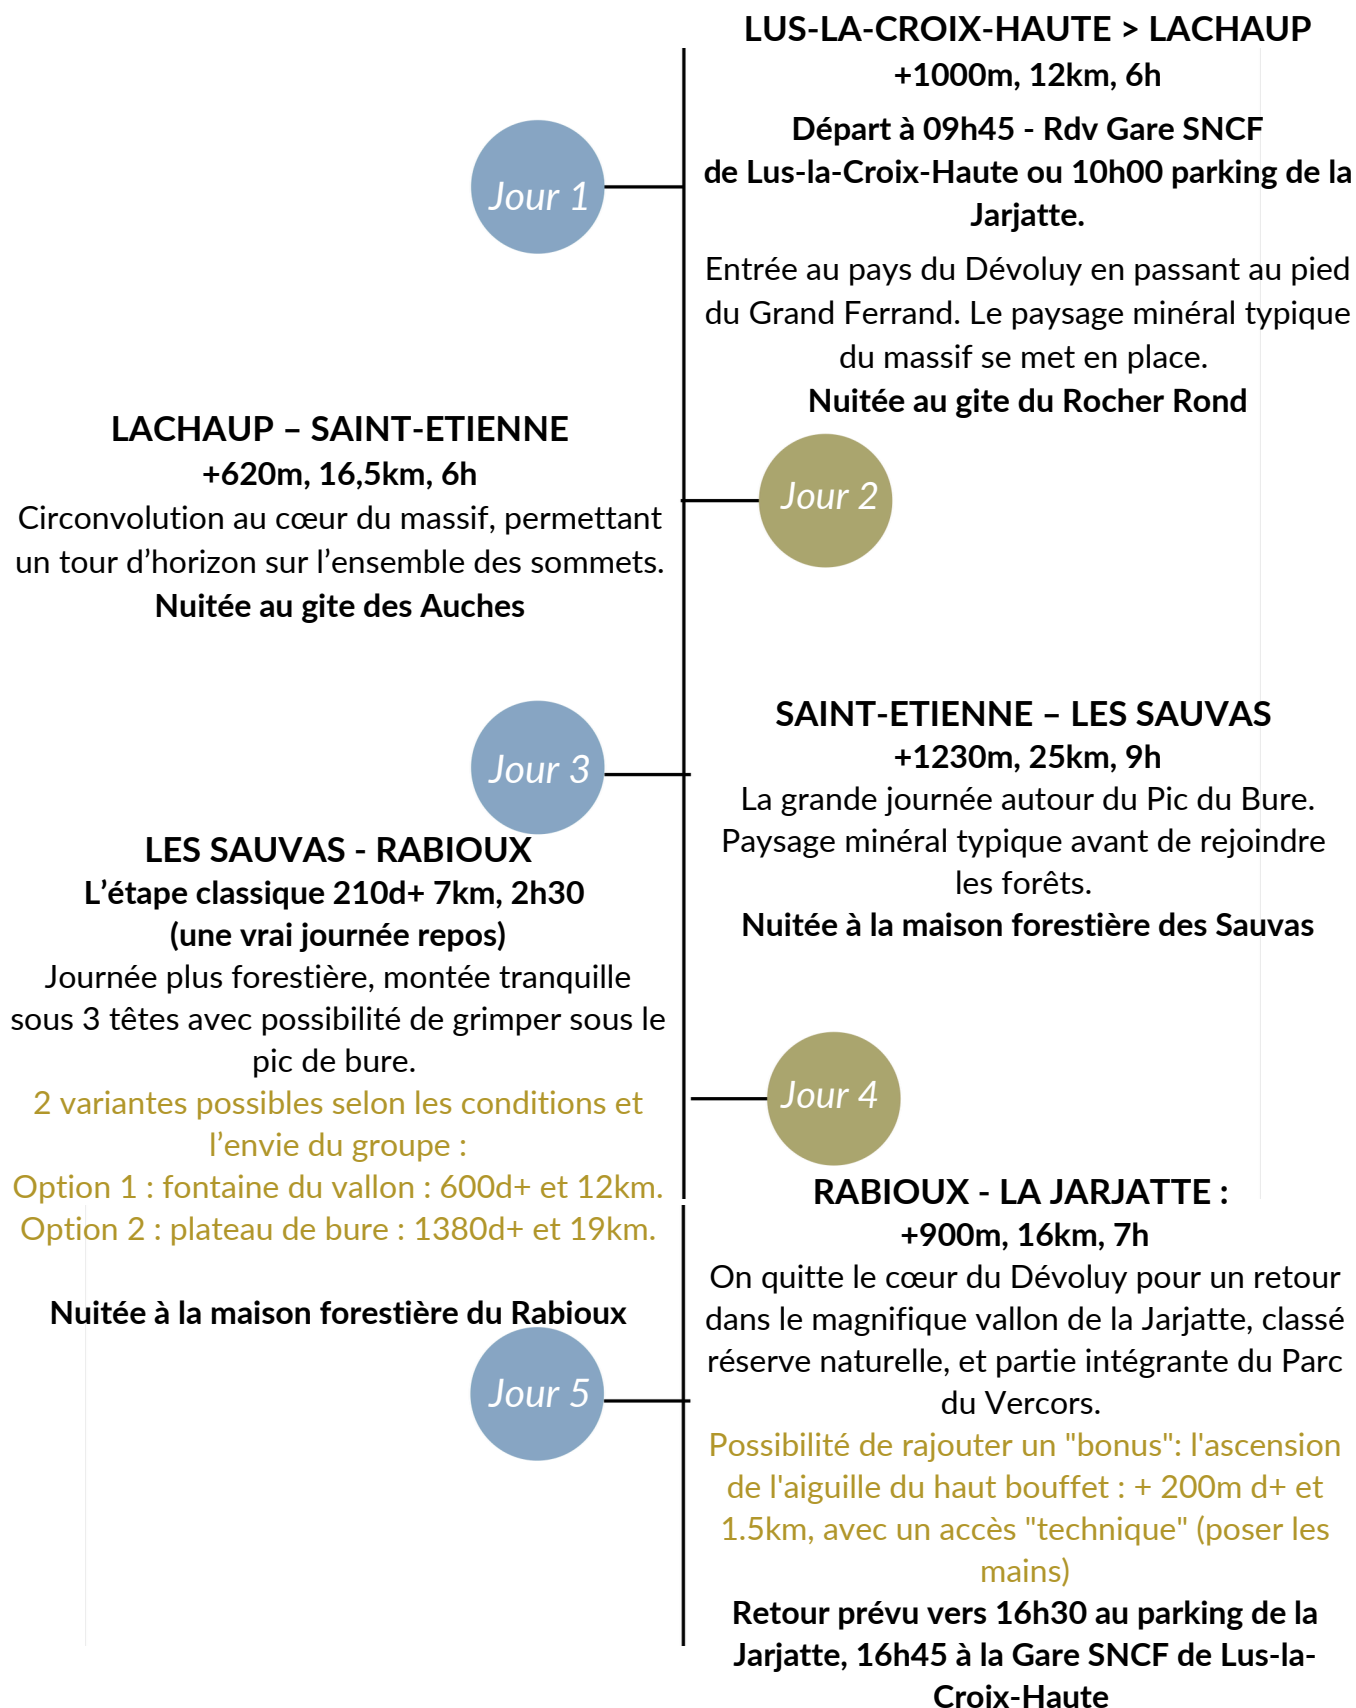 LUS-LA-CROIX-HAUTE > LACHAUP
+1000m, 12km, 6h
Départ à 09h45 - Rdv Gare SNCF
de Lus-la-Croix-Haute ou 10h00 parking de la
Jarjatte.
Jour 1
Entrée au pays du Dévoluy en passant au pied
du Grand Ferrand. Le paysage minéral typique
du massif se met en place.
Nuitée au gite du Rocher Rond
LACHAUP – SAINT-ETIENNE
+620m, 16,5km, 6h
Circonvolution au cœur du massif, permettant
un tour d’horizon sur l’ensemble des sommets.
Nuitée au gite des Auches
Jour 2
Jour 3
SAINT-ETIENNE – LES SAUVAS
+1230m, 25km, 9h
La grande journée autour du Pic du Bure.
Paysage minéral typique avant de rejoindre
les forêts.
Nuitée à la maison forestière des Sauvas
LES SAUVAS - RABIOUX
L’étape classique 210d+ 7km, 2h30
(une vrai journée repos)
Journée plus forestière, montée tranquille
sous 3 têtes avec possibilité de grimper sous le
pic de bure.
2 variantes possibles selon les conditions et
l’envie du groupe :
Option 1 : fontaine du vallon : 600d+ et 12km.
Option 2 : plateau de bure : 1380d+ et 19km.
Nuitée à la maison forestière du Rabioux
Jour 4
Jour 5
RABIOUX - LA JARJATTE :
+900m, 16km, 7h
On quitte le cœur du Dévoluy pour un retour
dans le magnifique vallon de la Jarjatte, classé
réserve naturelle, et partie intégrante du Parc
du Vercors.
Possibilité de rajouter un "bonus": l'ascension
de l'aiguille du haut bouffet : + 200m d+ et
1.5km, avec un accès "technique" (poser les
mains)
Retour prévu vers 16h30 au parking de la
Jarjatte, 16h45 à la Gare SNCF de Lus-la-
Croix-Haute